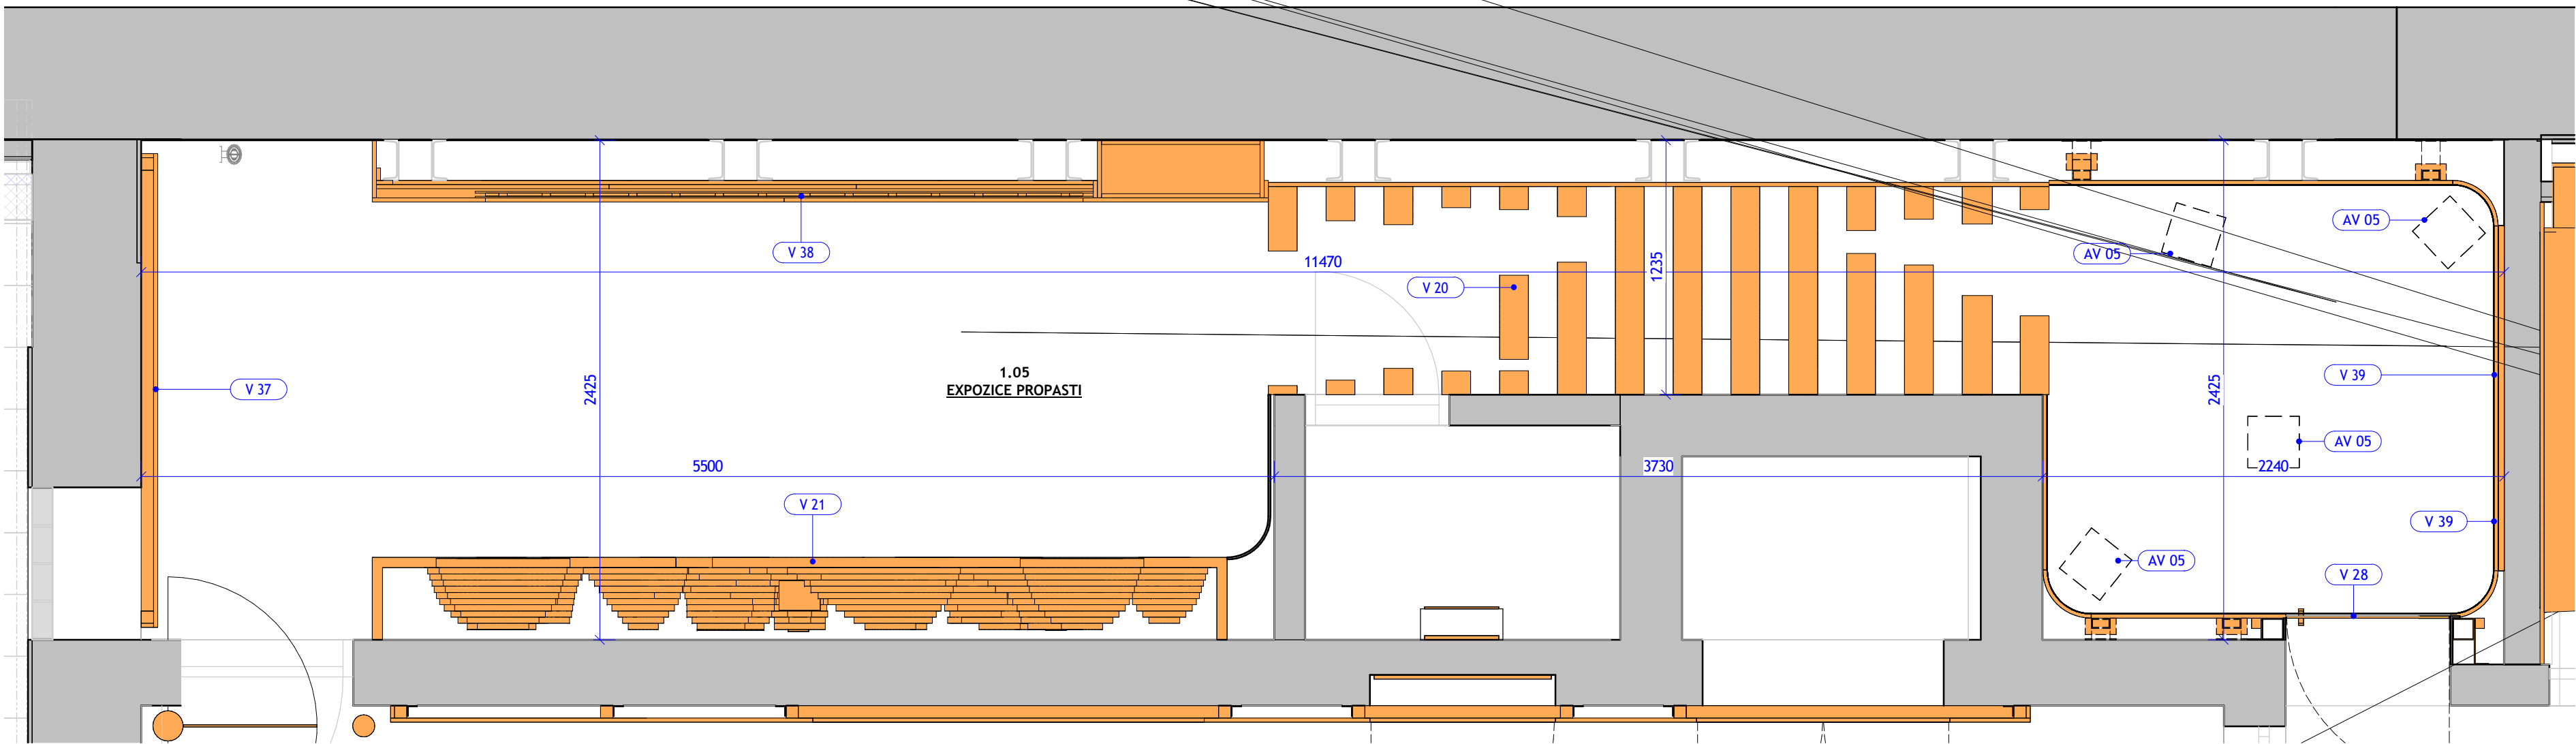 AV 05
AV 05
V 38
11470
1235
V 20
1.05
EXPOZICE PROPASTI
V 37
2425
2425
V 39
AV 05
5500
3730
2240
V 21
V 39
AV 05
V 28